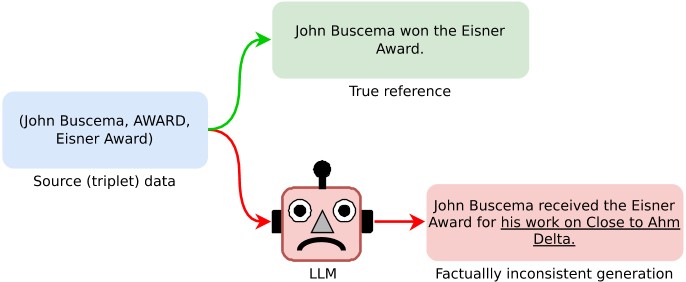 John Buscema won the Eisner
Award.
True reference
(John Buscema, AWARD,
Eisner Award)
Source (triplet) data
John Buscema received the Eisner
Award for his work on Close to Ahm
Delta.
LLM
Factuallly inconsistent generation